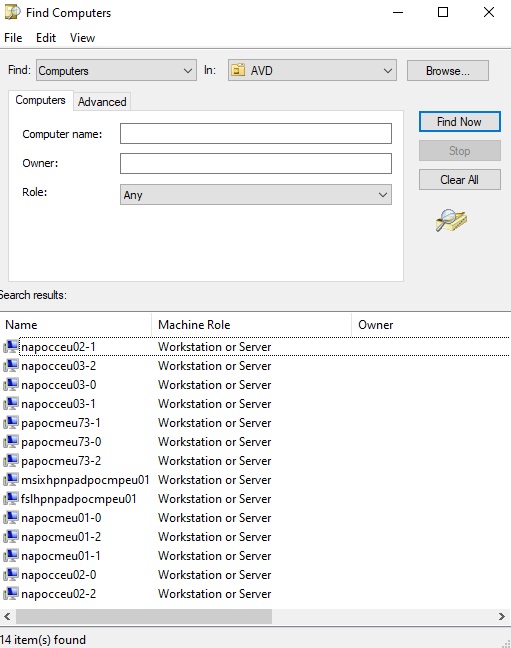 Find Computers
File Edit View
Find: Computers In: AVD Browse...
Computers Advanced
Find Now
Computer name:
Stop
Owner:
Clear All
Role: Any
Search results:
Name Machine Role Owner
napocceu02-1 Workstation or Server
napocceu03-2 Workstation or Server
napocceu03-0 Workstation or Server
napocceu03-1 Workstation or Server
papocmeu73-1 Workstation or Server
papocmeu73-0 Workstation or Server
papocmeu73-2 Workstation or Server
msixhpnpadpocmpeu01 Workstation or Server
fslhpnpadpocmpeu01 Workstation or Server
napocmeu01-0 Workstation or Server
napocmeu01-2 Workstation or Server
napocmeu01-1 Workstation or Server
napocceu02-0 Workstation or Server
napocceu02-2 Workstation or Server
14 item(s) found